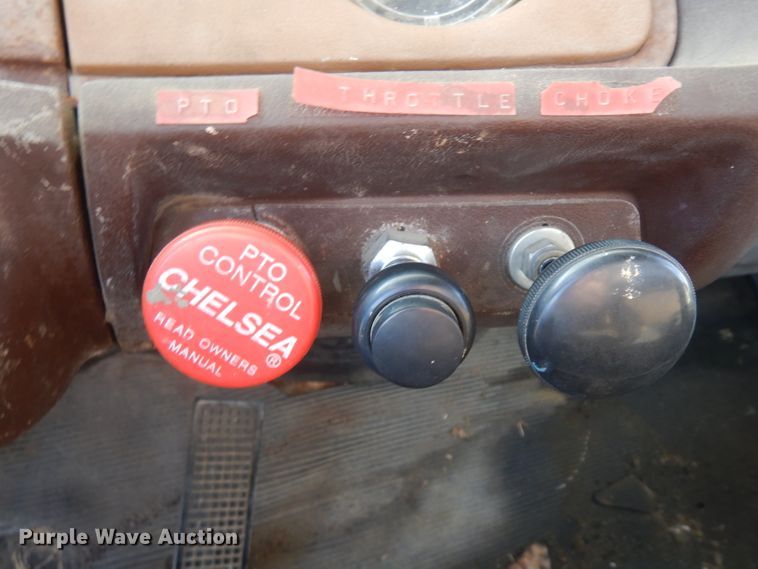 PTO
THROTTLE
CHOKE
PTO
CONTROL
CHELSEA®
READ OWNERS
MANUAL
Purple Wave Auction